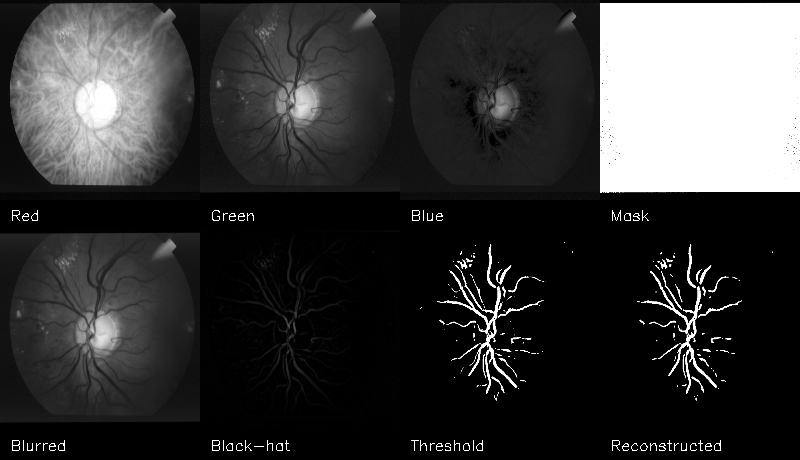 Red
Green
Blue
Mask
Blurred
Black-hat
Threshold
Reconstructed